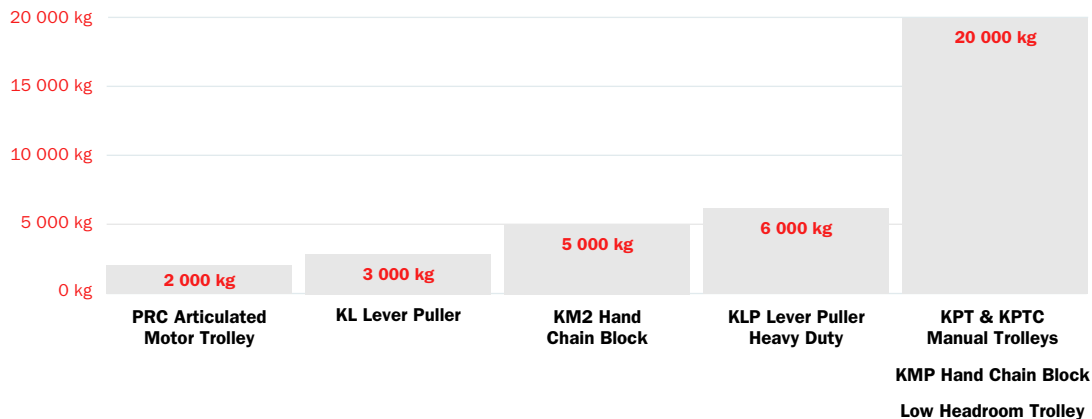 20 000 kg
15 000 kg
10 000 kg
5 000 kg
0 kg
2 000 kg
3 000 kg
5 000 kg
6 000 kg
20 000 kg
PRC Articulated
Motor Trolley
KL Lever Puller
KM2 Hand
Chain Block
KLP Lever Puller
Heavy Duty
KPT & KPTC
Manual Trolleys
KMP Hand Chain Block
Low Headroom Trolley